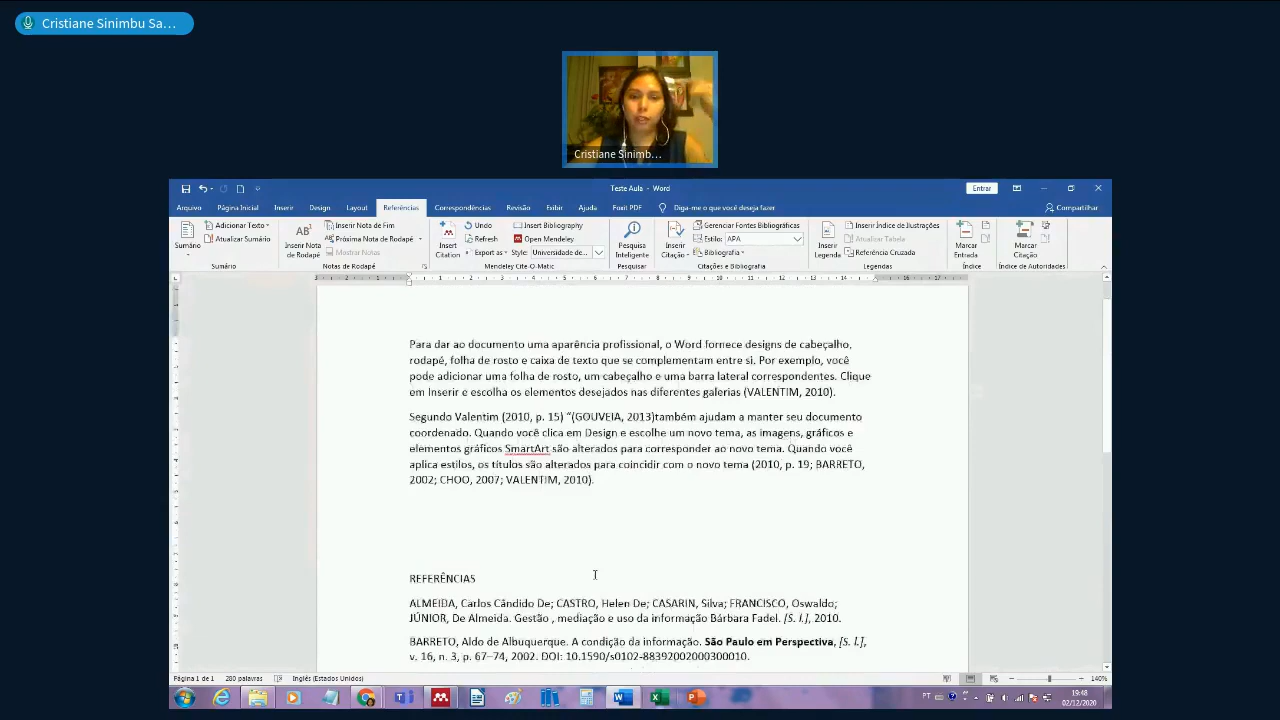 Cristiane Sinimbu Sa...
Cristiane Sinimb...
Teste Aula - Word
Entrar
Arquivo Página Inicial Inserir Design Layout Referências Correspondências Revisão Exibir Ajuda Foxit PDF Diga-me o que você deseja fazer Compartilhar
Sumário
Adicionar Texto
Atualizar Sumário
Sumário
AB¹
Inserir Nota de Rodapé
Inserir Nota de Fim
Próxima Nota de Rodapé
Mostrar Notas
Notas de Rodapé
Insert Citation
Undo
Refresh
Export as
Insert Bibliography
Open Mendeley
Style: Universidade de...
Mendeley Cite-O-Matic
Pesquisa Inteligente
Pesquisar
Inserir Citação
Gerenciar Fontes Bibliográficas
Estilo: APA
Bibliografia
Citações e Bibliografia
Inserir Legenda
Inserir Índice de Ilustrações
Atualizar Tabela
Referência Cruzada
Legendas
Marcar Entrada
Índice
Marcar Citação
Índice de Autoridades
Para dar ao documento uma aparência profissional, o Word fornece designs de cabeçalho,
rodapé, folha de rosto e caixa de texto que se complementam entre si. Por exemplo, você
pode adicionar uma folha de rosto, um cabeçalho e uma barra lateral correspondentes. Clique
em Inserir e escolha os elementos desejados nas diferentes galerias (VALENTIM, 2010).
Segundo Valentim (2010, p. 15) “(GOUVEIA, 2013)também ajudam a manter seu documento
coordenado. Quando você clica em Design e escolhe um novo tema, as imagens, gráficos e
elementos gráficos SmartArt são alterados para corresponder ao novo tema. Quando você
aplica estilos, os títulos são alterados para coincidir com o novo tema (2010, p. 19; BARRETO,
2002; CHOO, 2007; VALENTIM, 2010).
REFERÊNCIAS
ALMEIDA, Carlos Cândido De; CASTRO, Helen De; CASARIN, Silva; FRANCISCO, Oswaldo;
JÚNIOR, De Almeida. Gestão , mediação e uso da informação Bárbara Fadel. [S. l.], 2010.
BARRETO, Aldo de Albuquerque. A condição da informação. São Paulo em Perspectiva, [S. l.],
v. 16, n. 3, p. 67–74, 2002. DOI: 10.1590/s0102-88392002000300010.
Página 1 de 1 280 palavras Inglês (Estados Unidos) 140%
PT 19:48
02/12/2020